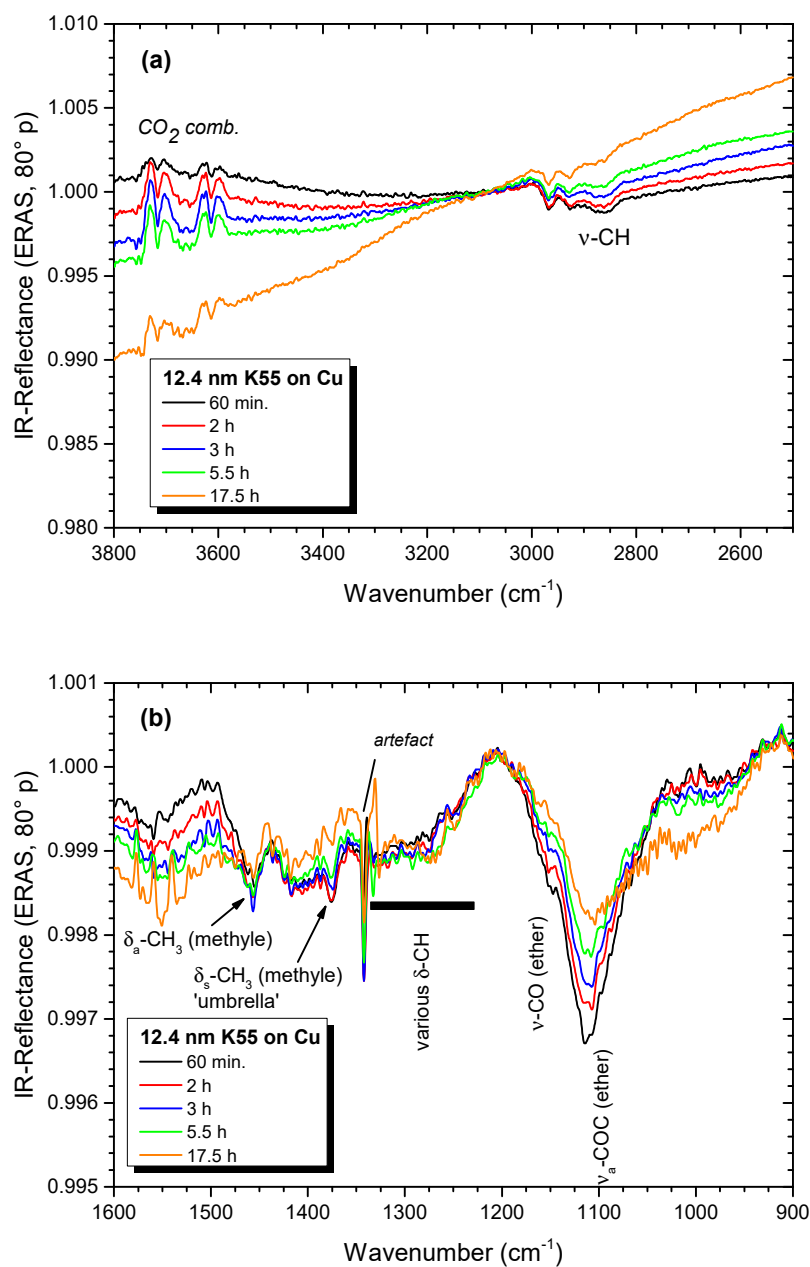 (a)
CO2 comb.
ν-CH
IR-Reflectance (ERAS, 80° p)
1.010
1.005
1.000
0.995
0.990
0.985
0.980
12.4 nm K55 on Cu
60 min.
2 h
3 h
5.5 h
17.5 h
3800 3600 3400 3200 3000 2800 2600
Wavenumber (cm-1)
(b)
artefact
IR-Reflectance (ERAS, 80° p)
1.001
1.000
0.999
0.998
0.997
0.996
0.995
δa-CH3 (methyle)
δs-CH3 (methyle)
'umbrella'
various δ-CH
ν-CO (ether)
νa-COC (ether)
12.4 nm K55 on Cu
60 min.
2 h
3 h
5.5 h
17.5 h
1600 1500 1400 1300 1200 1100 1000 900
Wavenumber (cm-1)